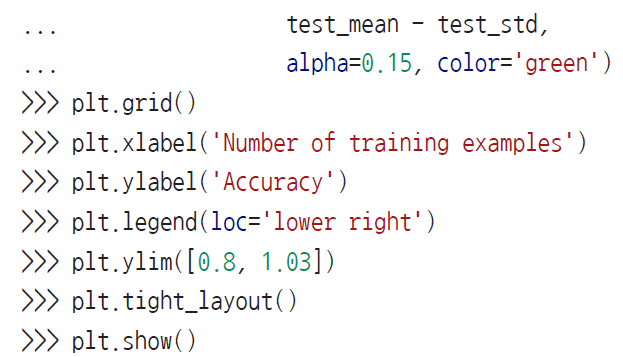 ...                test_mean - test_std,
...                alpha=0.15, color='green')
>>> plt.grid()
>>> plt.xlabel('Number of training examples')
>>> plt.ylabel('Accuracy')
>>> plt.legend(loc='lower right')
>>> plt.ylim([0.8, 1.03])
>>> plt.tight_layout()
>>> plt.show()